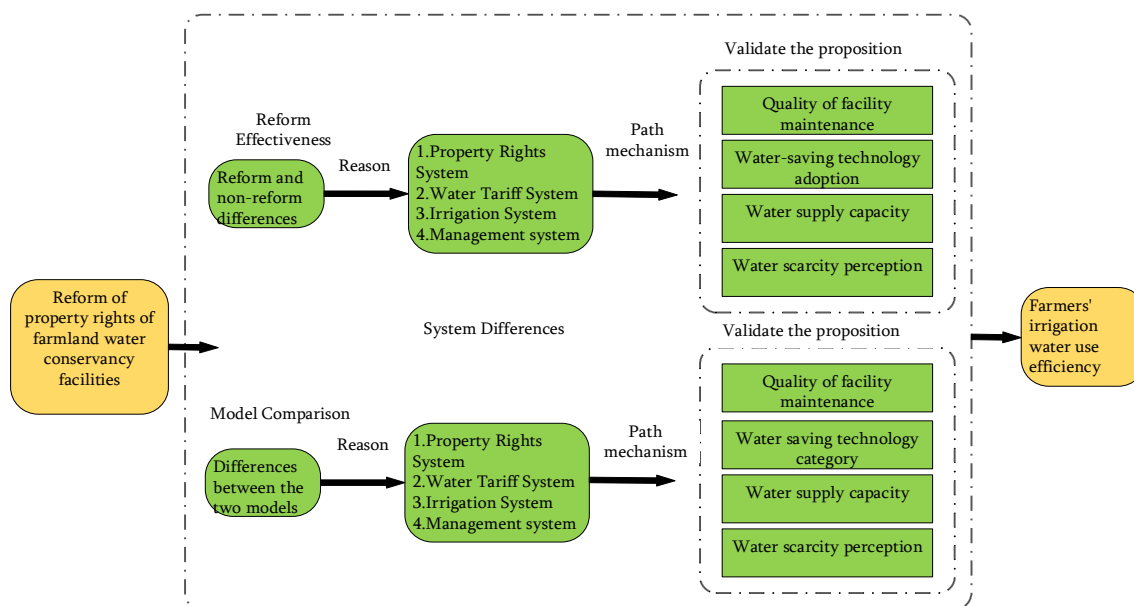 Validate the proposition
Quality of facility
maintenance
Water-saving technology
adoption
Water supply capacity
Water scarcity perception
Reform
Effectiveness
Reason
Path
mechanism
Reform and
non-reform
differences
1.Property Rights
System
2.Water Tariff System
3.Irrigation System
4.Management system
Reform of
property rights of
farmland water
conservancy
facilities
System Differences
Farmers'
irrigation
water use
efficiency
Validate the proposition
Quality of facility
maintenance
Water saving technology
category
Water supply capacity
Water scarcity perception
Model Comparison
Reason
Path
mechanism
Differences
between the
two models
1.Property Rights
System
2.Water Tariff System
3.Irrigation System
4.Management system